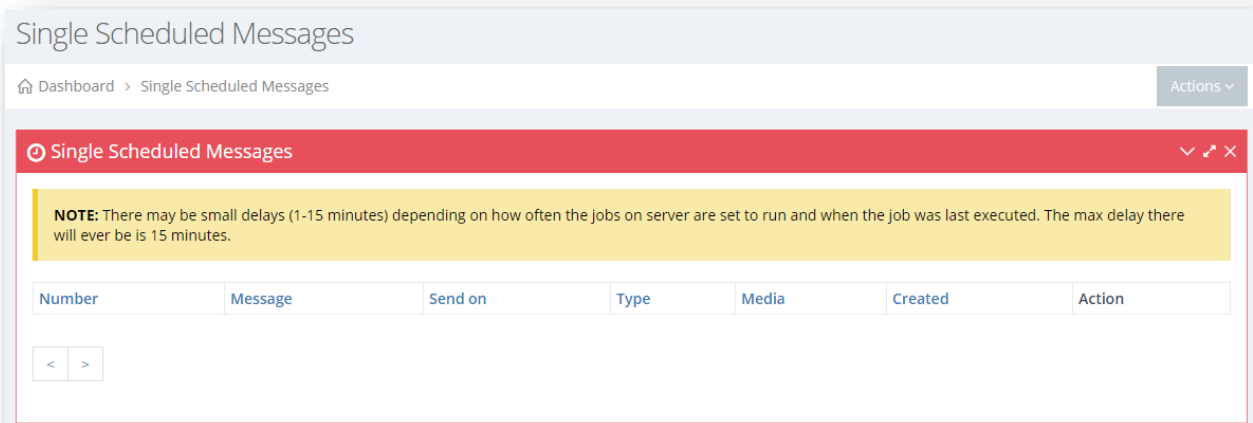 Single Scheduled Messages
Dashboard > Single Scheduled Messages
Actions
Single Scheduled Messages
NOTE: There may be small delays (1-15 minutes) depending on how often the jobs on server are set to run and when the job was last executed. The max delay there
will ever be is 15 minutes.
Number Message Send on Type Media Created Action
< >